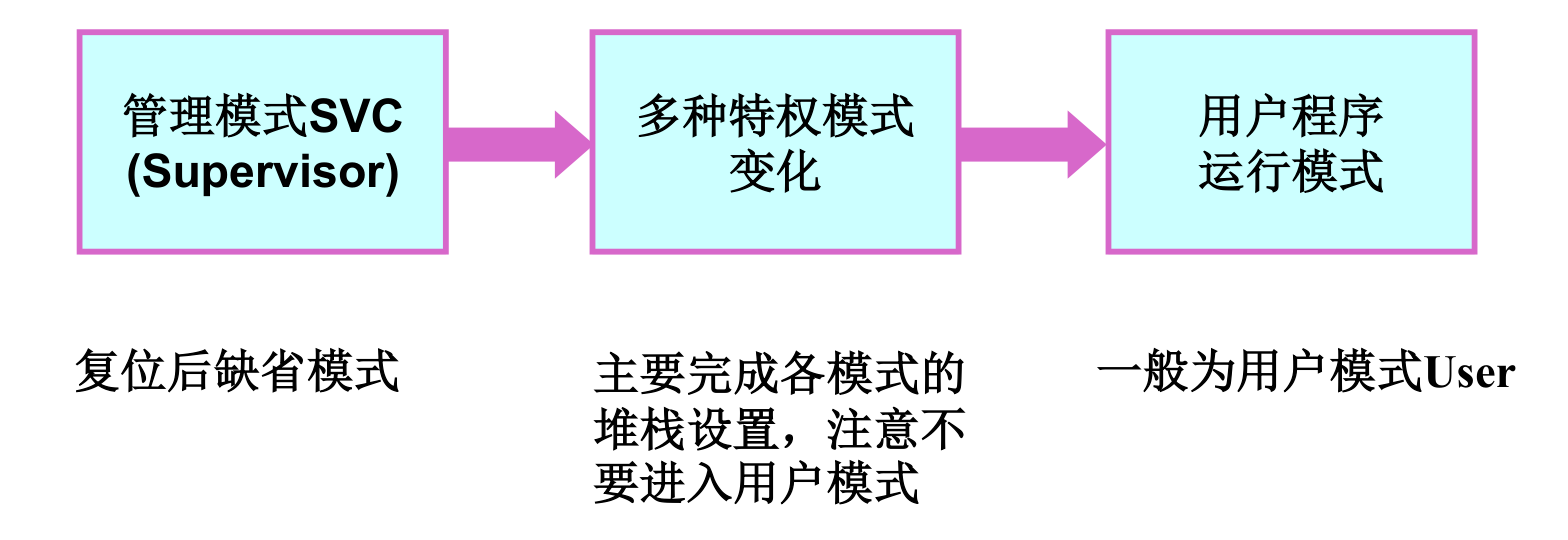 管理模式SVC
(Supervisor)
多种特权模式
变化
用户程序
运行模式
复位后缺省模式
主要完成各模式的
堆栈设置，注意不
要进入用户模式
一般为用户模式User